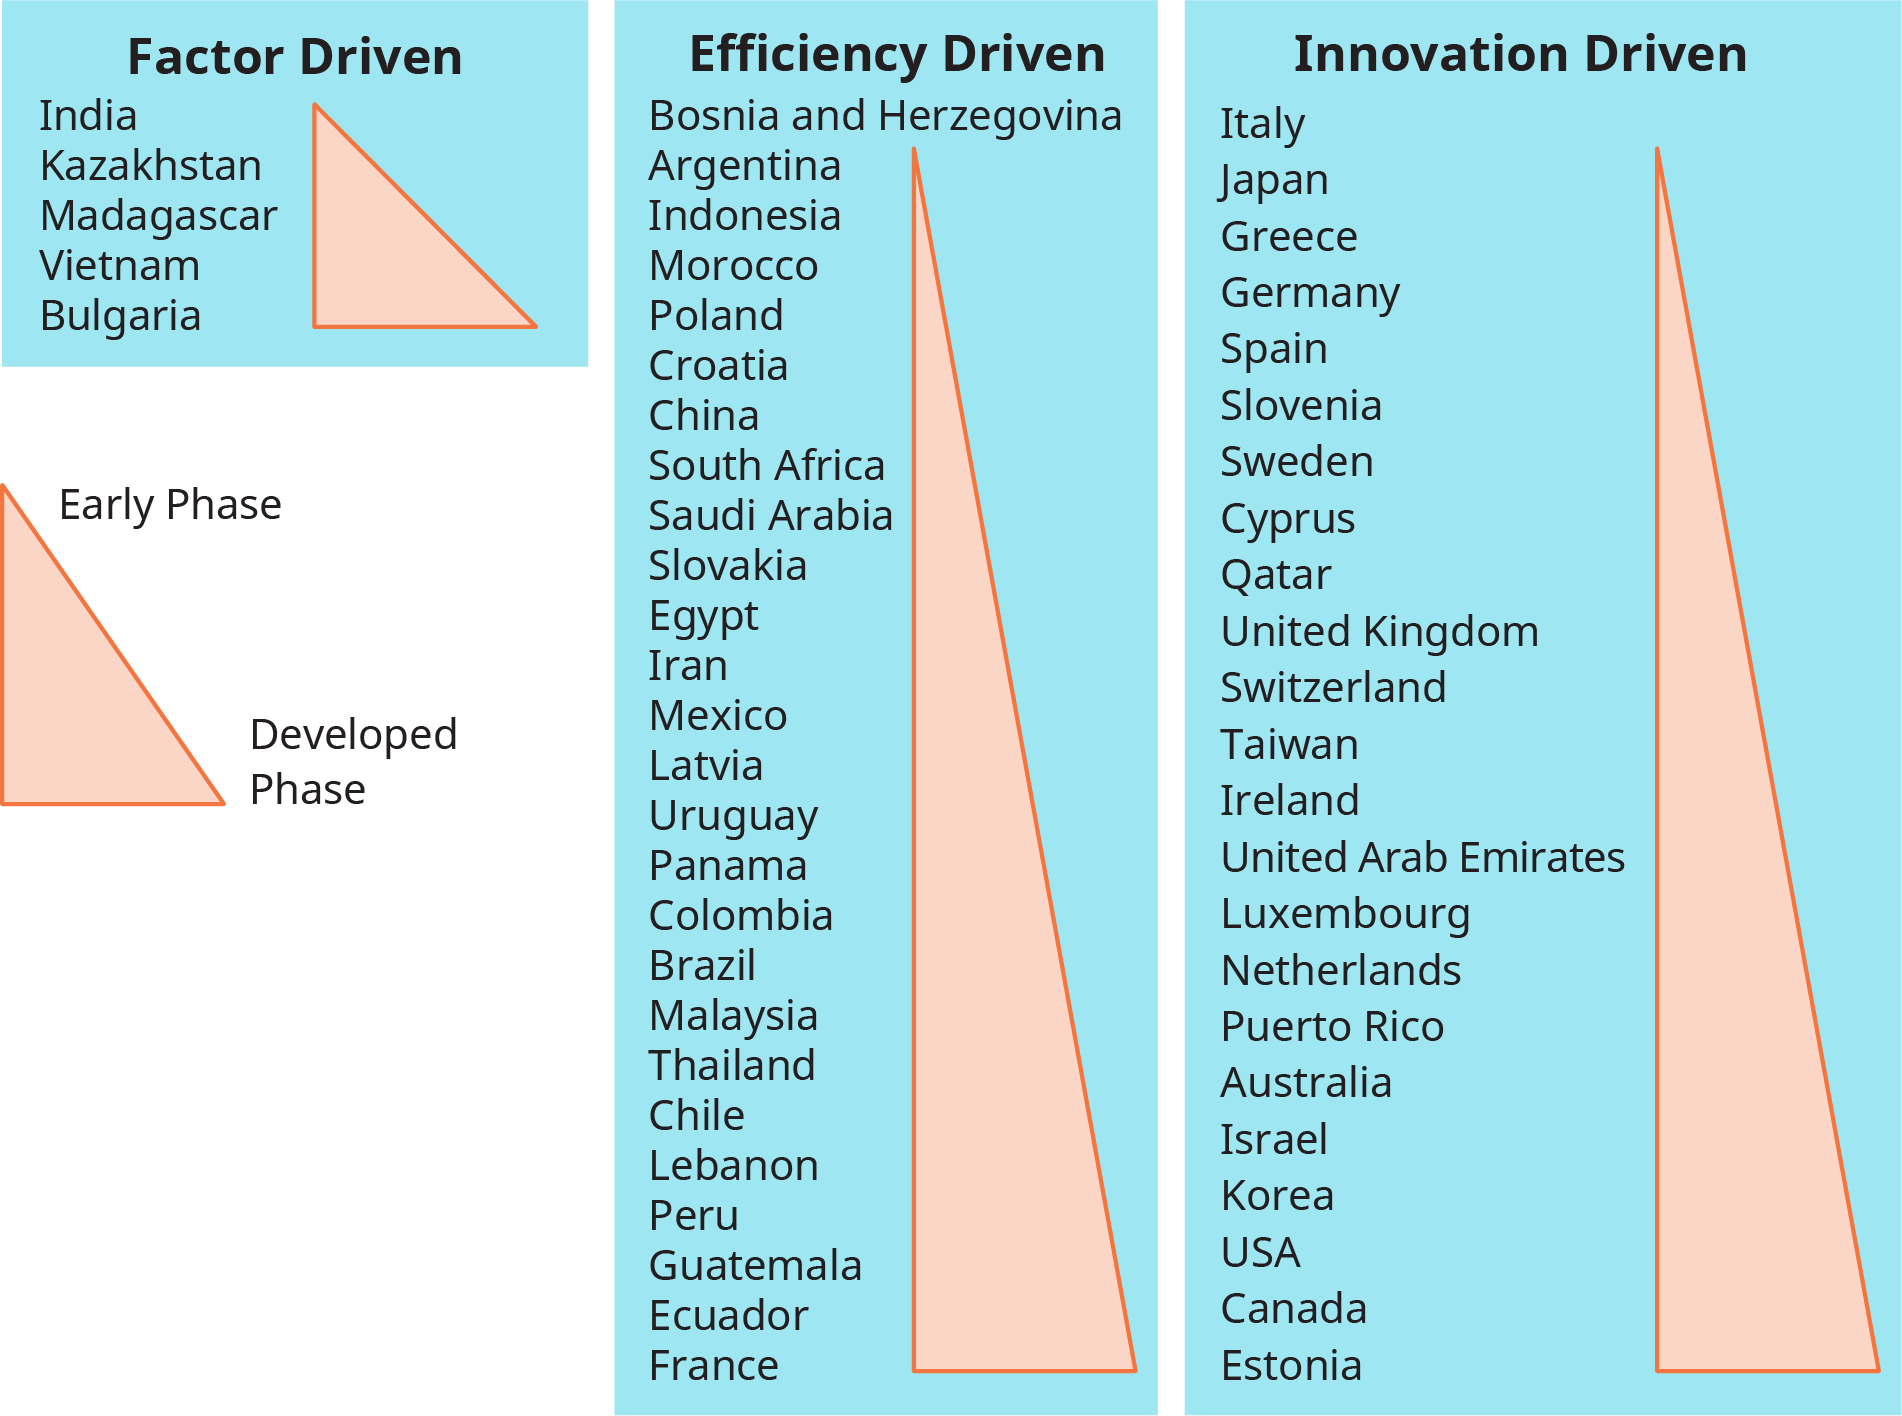 Factor Driven
India
Kazakhstan
Madagascar
Vietnam
Bulgaria
Early Phase
Developed
Phase
Efficiency Driven
Bosnia and Herzegovina
Argentina
Indonesia
Morocco
Poland
Croatia
China
South Africa
Saudi Arabia
Slovakia
Egypt
Iran
Mexico
Latvia
Uruguay
Panama
Colombia
Brazil
Malaysia
Thailand
Chile
Lebanon
Peru
Guatemala
Ecuador
France
Innovation Driven
Italy
Japan
Greece
Germany
Spain
Slovenia
Sweden
Cyprus
Qatar
United Kingdom
Switzerland
Taiwan
Ireland
United Arab Emirates
Luxembourg
Netherlands
Puerto Rico
Australia
Israel
Korea
USA
Canada
Estonia